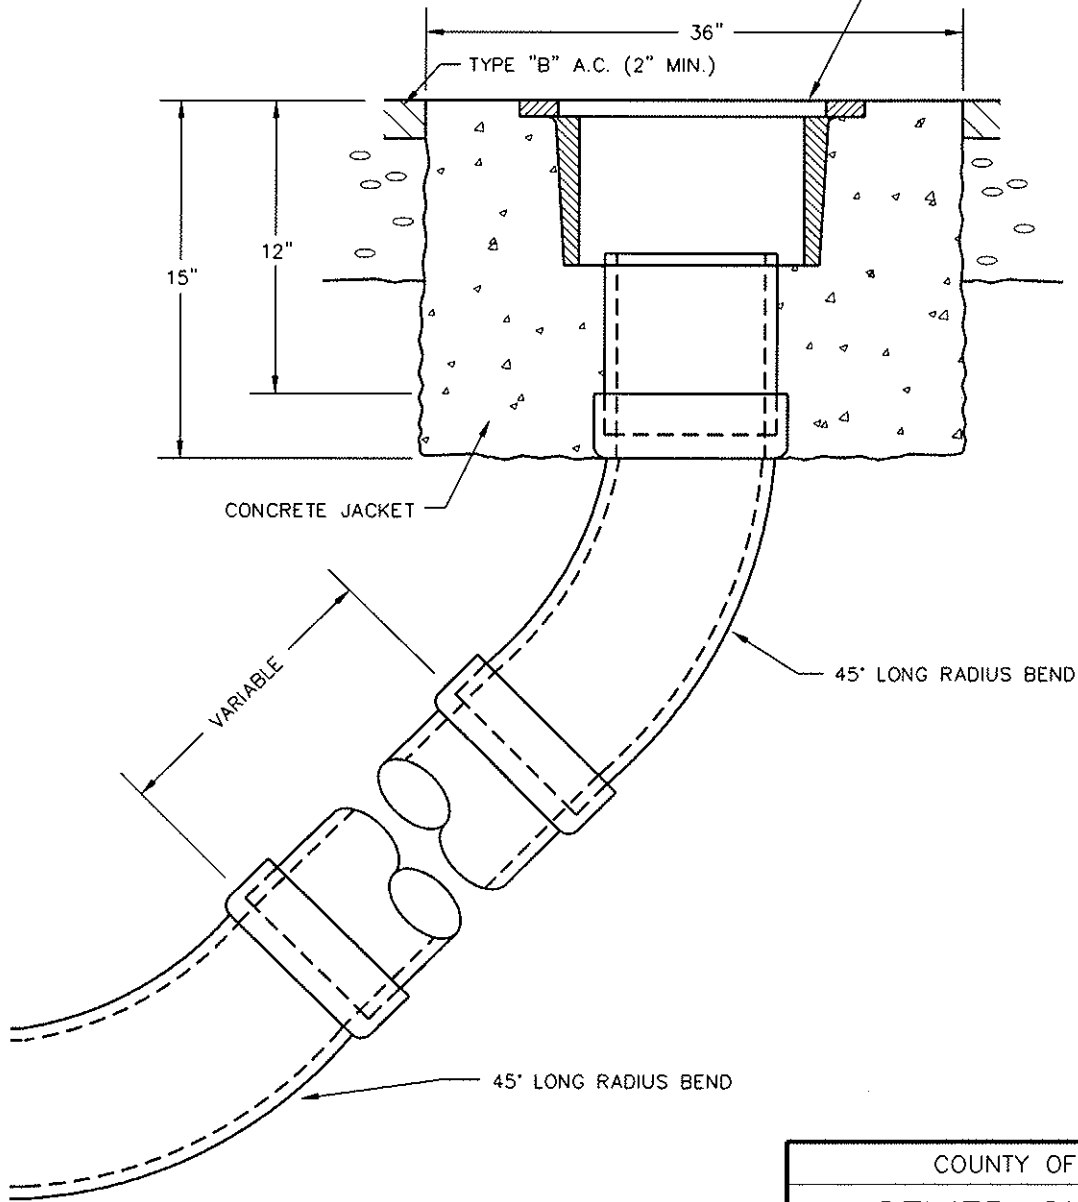 36"
TYPE "B" A.C. (2" MIN.)
12"
15"
CONCRETE JACKET
VARIABLE
45° LONG RADIUS BEND
45° LONG RADIUS BEND
COUNTY OF